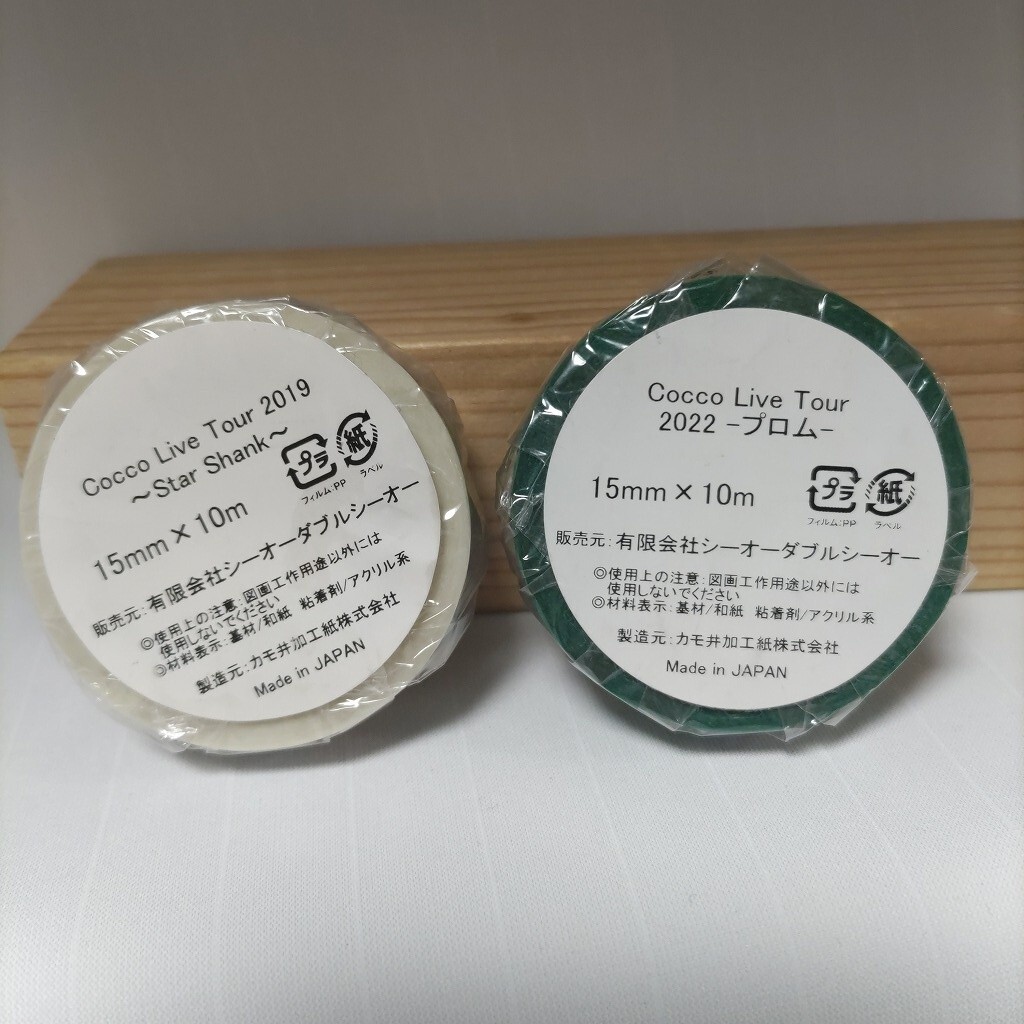 Cocco Live Tour 2019
～Star Shank～
15mm×10m
プラ
フィルム:PP
紙
ラベル
販売元:有限会社シーオーダブルシーオー
◎使用上の注意:図画工作用途以外には
使用しないでください
◎材料表示:基材/和紙 粘着剤/アクリル系
製造元:カモ井加工紙株式会社
Made in JAPAN
Cocco Live Tour
2022 -プロム-
15mm×10m
プラ
フィルム:PP
紙
ラベル
販売元:有限会社シーオーダブルシーオー
◎使用上の注意:図画工作用途以外には
使用しないでください
◎材料表示:基材/和紙 粘着剤/アクリル系
製造元:カモ井加工紙株式会社
Made in JAPAN